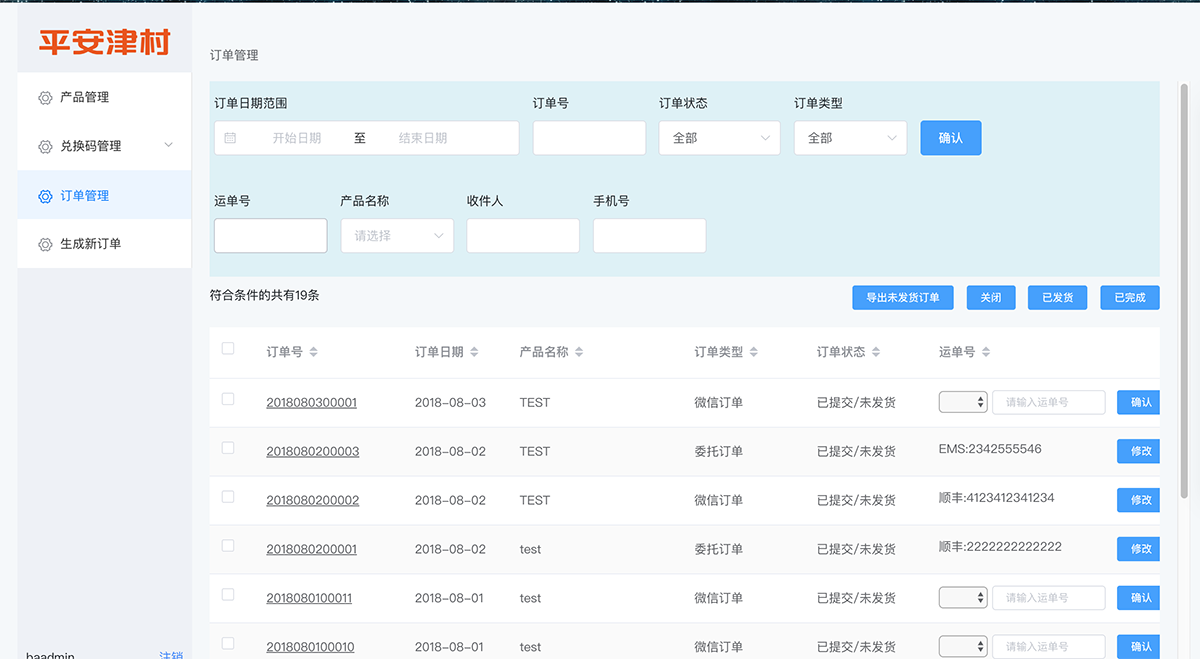 平安津村
产品管理
兑换码管理
订单管理
生成新订单
baadmin 注销
订单管理
订单日期范围 订单号 订单状态 订单类型
开始日期 至 结束日期 全部 全部 确认
运单号 产品名称 收件人 手机号
请选择
符合条件的共有19条 导出未发货订单 关闭 已发货 已完成
订单号 订单日期 产品名称 订单类型 订单状态 运单号
2018080300001 2018-08-03 TEST 微信订单 已提交/未发货 请输入运单号 确认
2018080200003 2018-08-02 TEST 委托订单 已提交/未发货 EMS:2342555546 修改
2018080200002 2018-08-02 TEST 微信订单 已提交/未发货 顺丰:4123412341234 修改
2018080200001 2018-08-02 test 委托订单 已提交/未发货 顺丰:2222222222222 修改
2018080100011 2018-08-01 test 微信订单 已提交/未发货 请输入运单号 确认
2018080100010 2018-08-01 test 微信订单 已提交/未发货 请输入运单号 确认